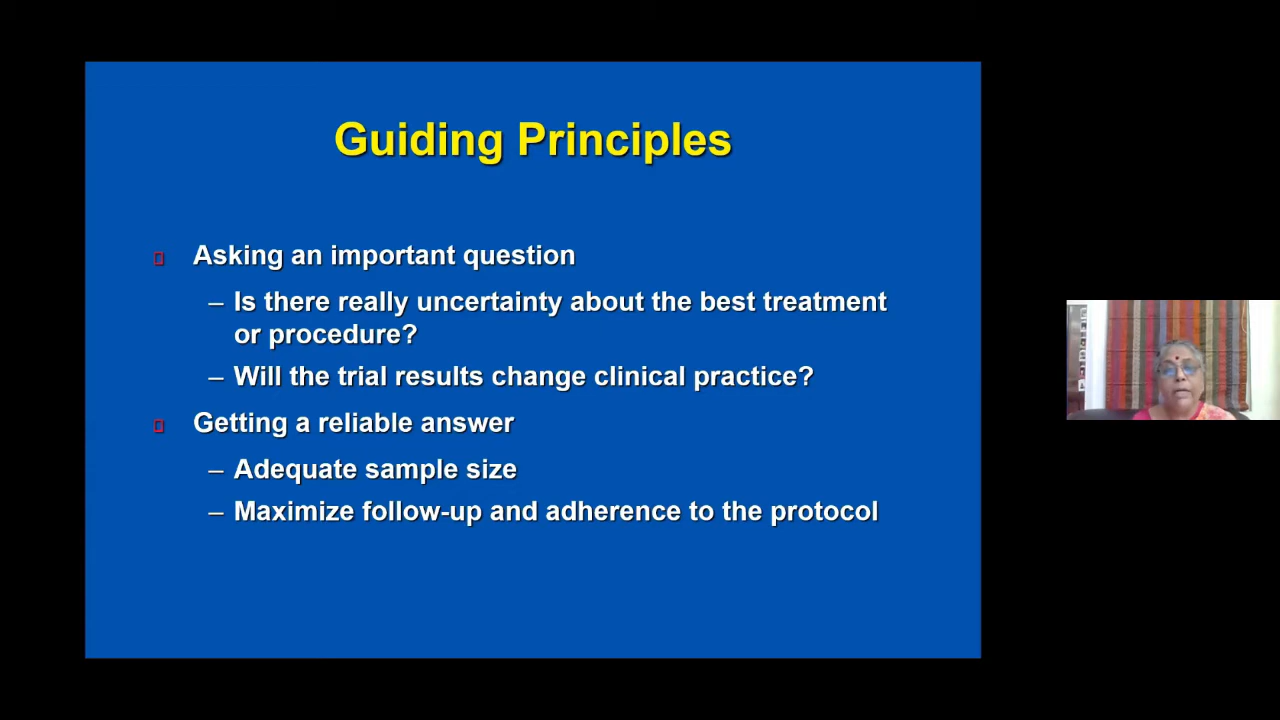 Guiding Principles
Asking an important question
– Is there really uncertainty about the best treatment
or procedure?
– Will the trial results change clinical practice?
Getting a reliable answer
– Adequate sample size
– Maximize follow-up and adherence to the protocol